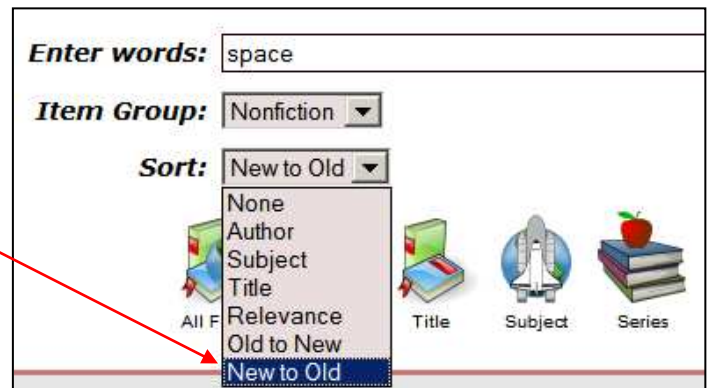 Enter words: space
Item Group: Nonfiction
Sort: New to Old
None
Author
Subject
Title
Relevance
Old to New
New to Old
All F
Title
Subject
Series